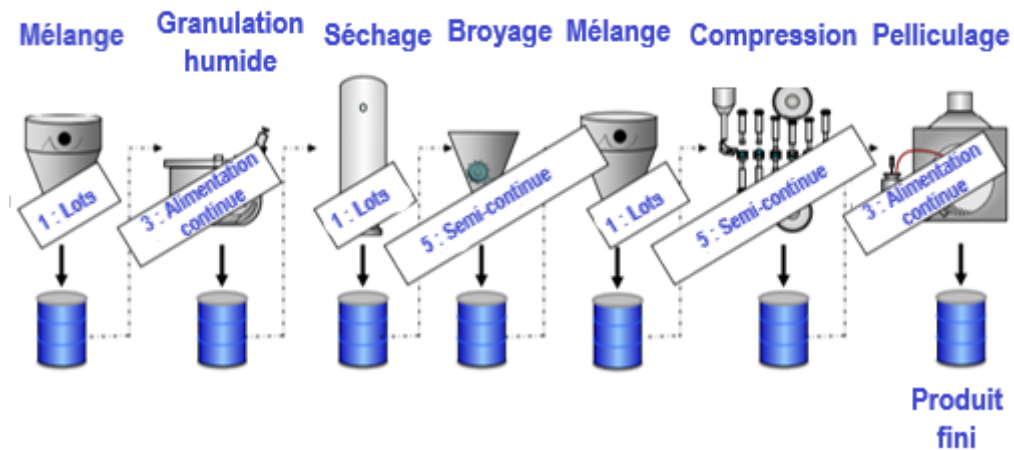 Mélange
Granulation
humide
Séchage
Broyage
Mélange
Compression
Pelliculage
1 : Lots
3 : Alimentation
continue
1 : Lots
5 : Semi-continue
1 : Lots
5 : Semi-continue
3 : Alimentation
continue
Produit
fini